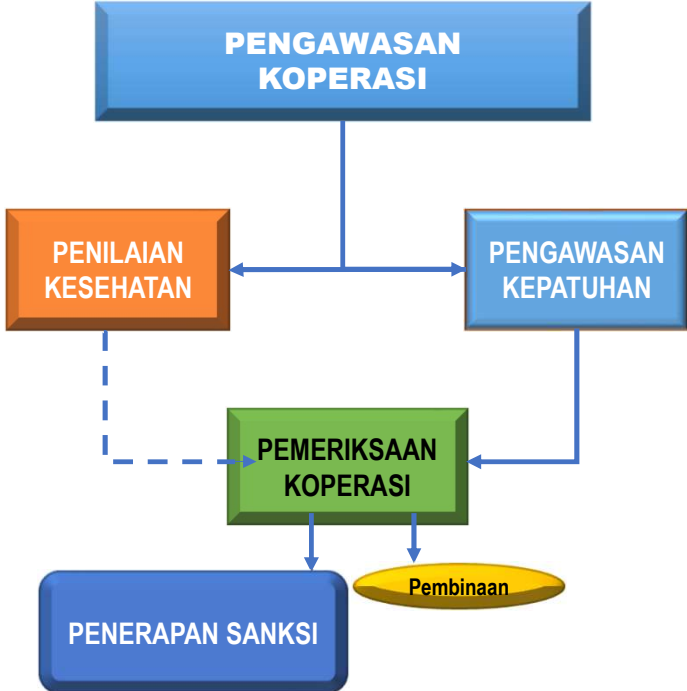 PENGAWASAN
KOPERASI
PENILAIAN
KESEHATAN
PENGAWASAN
KEPATUHAN
PEMERIKSAAN
KOPERASI
Pembinaan
PENERAPAN SANKSI